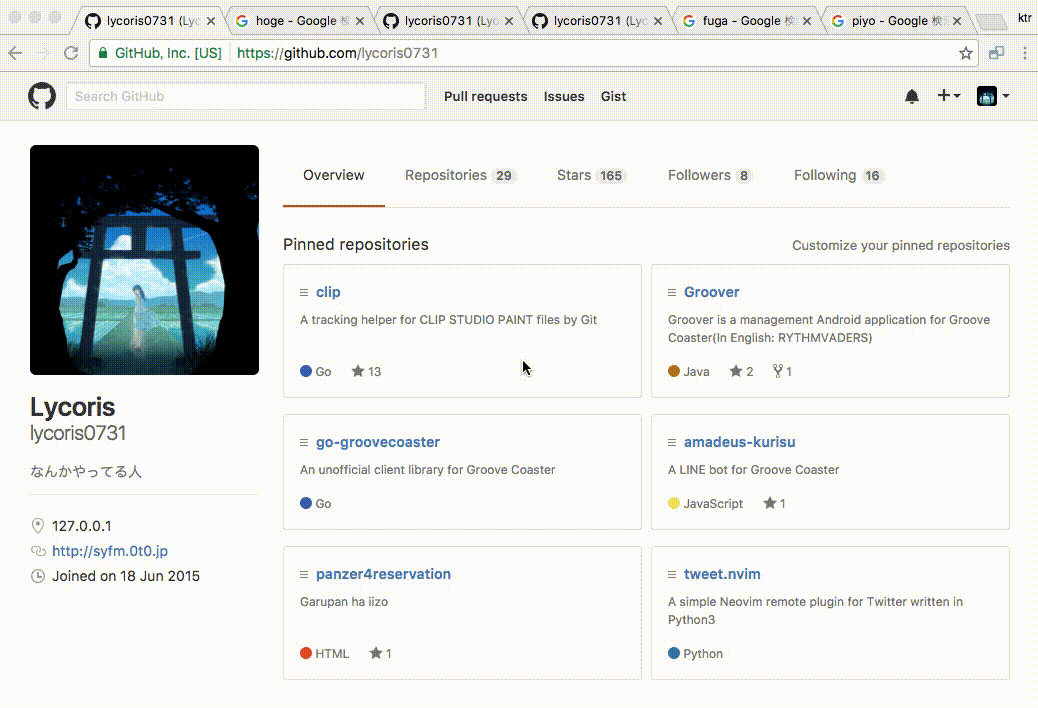 lycoris0731 (Lyc
hoge - Google 検
lycoris0731 (Lyc
lycoris0731 (Lyc
fuga - Google 検
piyo - Google 検
ktr
GitHub, Inc. [US]
https://github.com/lycoris0731
Search GitHub
Pull requests
Issues
Gist
Overview
Repositories 29
Stars 165
Followers 8
Following 16
Pinned repositories
Customize your pinned repositories
clip
A tracking helper for CLIP STUDIO PAINT files by Git
Go
13
Groover
Groover is a management Android application for Groove
Coaster(In English: RYTHMVADERS)
Java
2
1
go-groovecoaster
An unofficial client library for Groove Coaster
Go
amadeus-kurisu
A LINE bot for Groove Coaster
JavaScript
1
panzer4reservation
Garupan ha iizo
HTML
1
tweet.nvim
A simple Neovim remote plugin for Twitter written in
Python3
Python
Lycoris
lycoris0731
なんかやってる人
127.0.0.1
http://syfm.0t0.jp
Joined on 18 Jun 2015